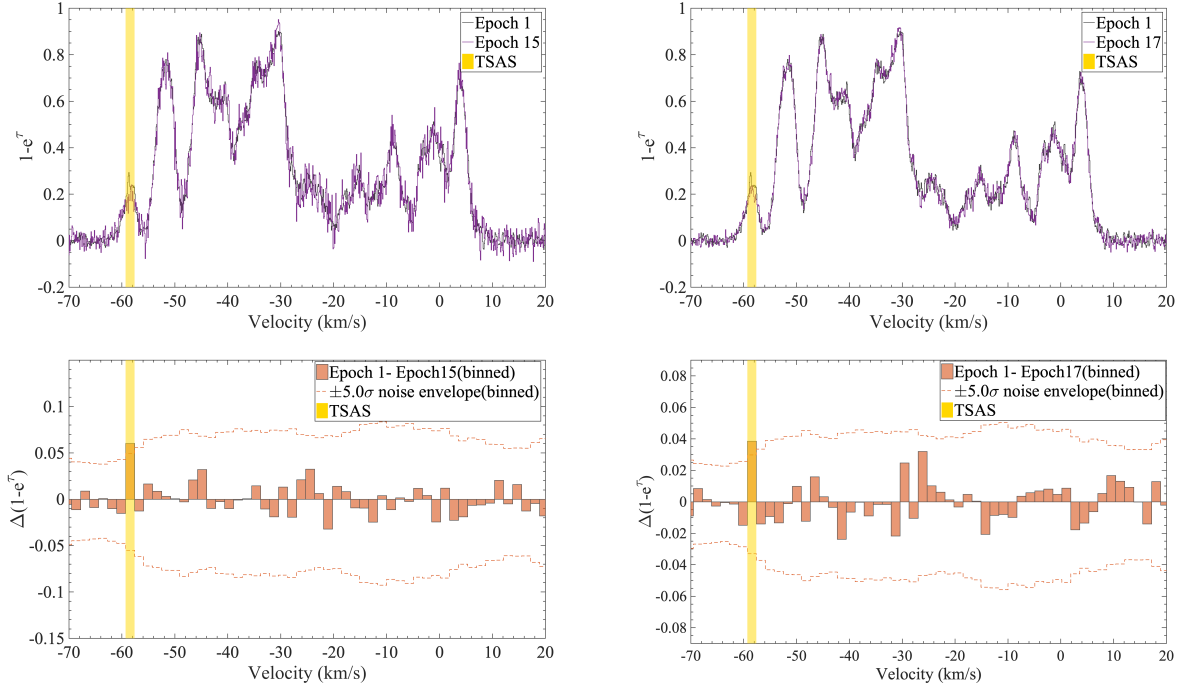 1
0.8
0.6
0.4
0.2
0
-0.2
1-e^τ
-70 -60 -50 -40 -30 -20 -10 0 10 20
Velocity (km/s)
Epoch 1
Epoch 15
TSAS
1
0.8
0.6
0.4
0.2
0
-0.2
1-e^τ
-70 -60 -50 -40 -30 -20 -10 0 10 20
Velocity (km/s)
Epoch 1
Epoch 17
TSAS
0.1
0.05
0
-0.05
-0.1
-0.15
Δ(1-e^τ)
-70 -60 -50 -40 -30 -20 -10 0 10 20
Velocity (km/s)
Epoch 1- Epoch15(binned)
±5.0σ noise envelope(binned)
TSAS
0.08
0.06
0.04
0.02
0
-0.02
-0.04
-0.06
-0.08
Δ(1-e^τ)
-70 -60 -50 -40 -30 -20 -10 0 10 20
Velocity (km/s)
Epoch 1- Epoch17(binned)
±5.0σ noise envelope(binned)
TSAS